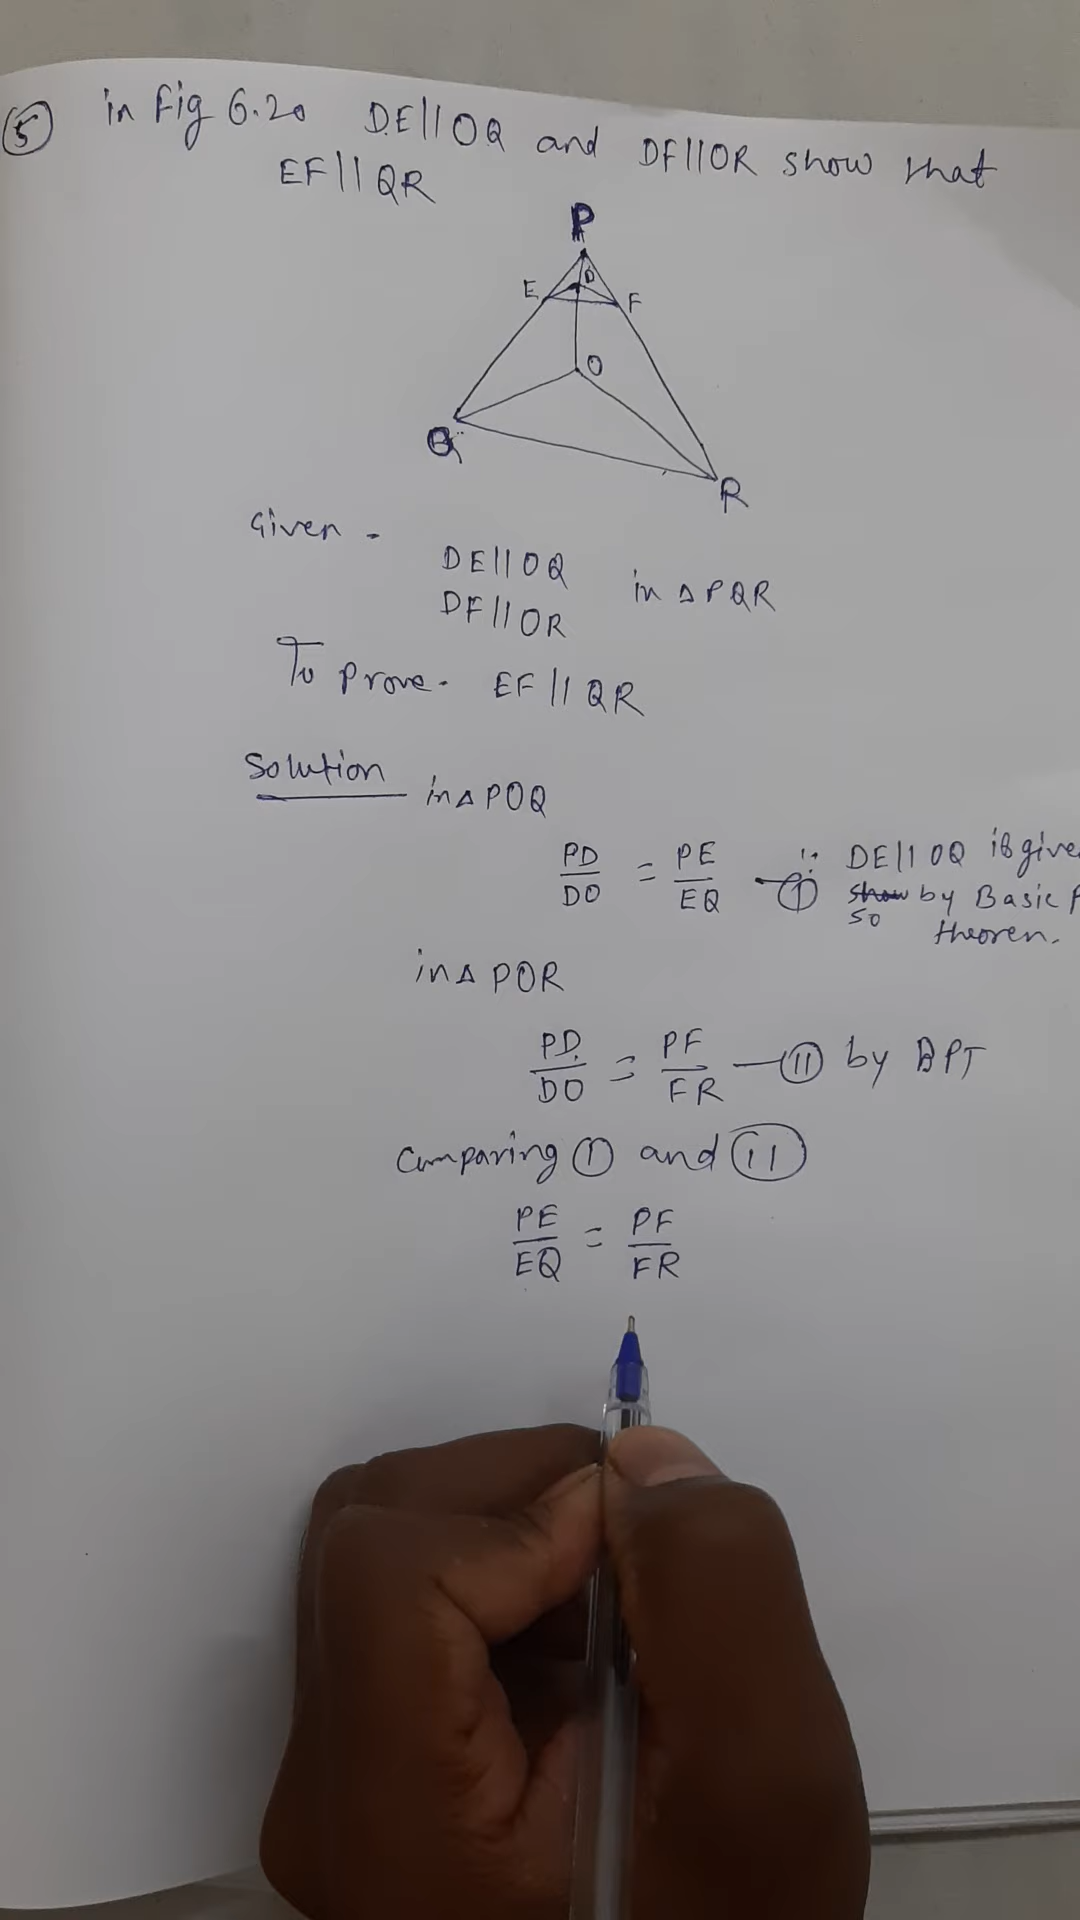 ⑤ in Fig 6.20 DE||OQ and DF||OR show that
EF||QR
P
D
E F
O
Q
R
Given -
DE||OQ in △PQR
DF||OR
To Prove - EF||QR
Solution in△POQ
PD/DO = PE/EQ —① ∵ DE||OQ is give
so by Basic P
theoren.
in△POR
PD/DO = PF/FR —⑪ by BPT
Comparing ① and ⑪
PE/EQ = PF/FR